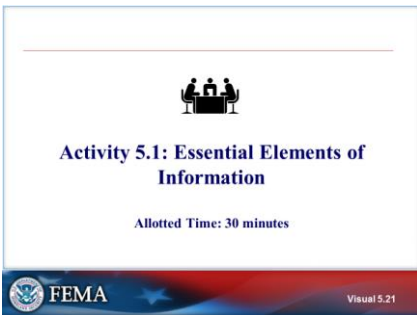 Activity 5.1: Essential Elements of
Information
Allotted Time: 30 minutes
FEMA
Visual 5.21